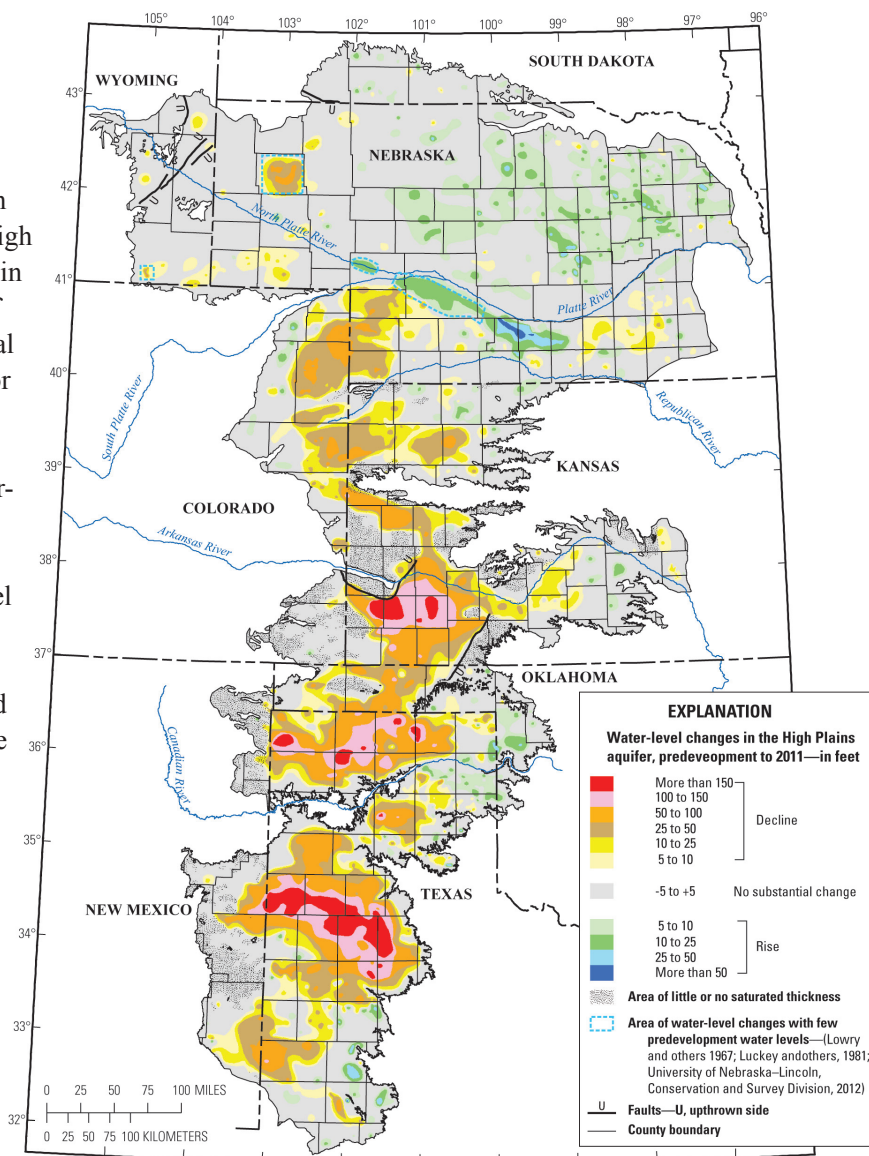 105° 104° 103° 102° 101° 100° 99° 98° 97° 96°
SOUTH DAKOTA
WYOMING
43°
U
U
NEBRASKA
U
U
42°
U
North Platte River
41°
Platte River
40°
South Platte River
Republican River
39°
KANSAS
COLORADO
Arkansas River
38°
U
37°
U
OKLAHOMA
Canadian River
36°
35°
TEXAS
NEW MEXICO
34°
33°
32°
0 25 50 75 100 MILES
0 25 50 75 100 KILOMETERS
EXPLANATION
Water-level changes in the High Plains
aquifer, predeveopment to 2011—in feet
More than 150
100 to 150
50 to 100
25 to 50
10 to 25
5 to 10
Decline
-5 to +5 No substantial change
5 to 10
10 to 25
25 to 50
More than 50
Rise
Area of little or no saturated thickness
Area of water-level changes with few
predevelopment water levels—(Lowry
and others 1967; Luckey andothers, 1981;
University of Nebraska–Lincoln,
Conservation and Survey Division, 2012)
U Faults—U, upthrown side
County boundary